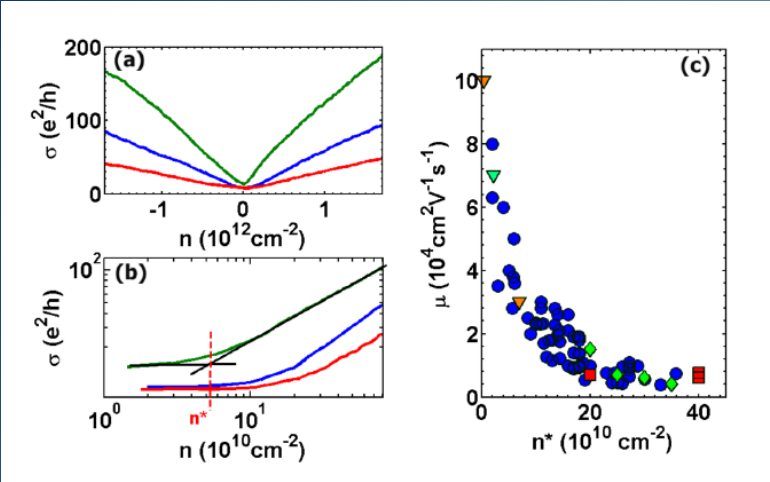 (a)
200
100
0
σ (e²/h)
-1 0 1
n (10¹²cm⁻²)
(b)
10²
σ (e²/h)
n*
10⁰ 10¹
n (10¹⁰cm⁻²)
(c)
10
8
6
4
2
0
μ (10⁴cm²V⁻¹s⁻¹)
0 20 40
n* (10¹⁰ cm⁻²)